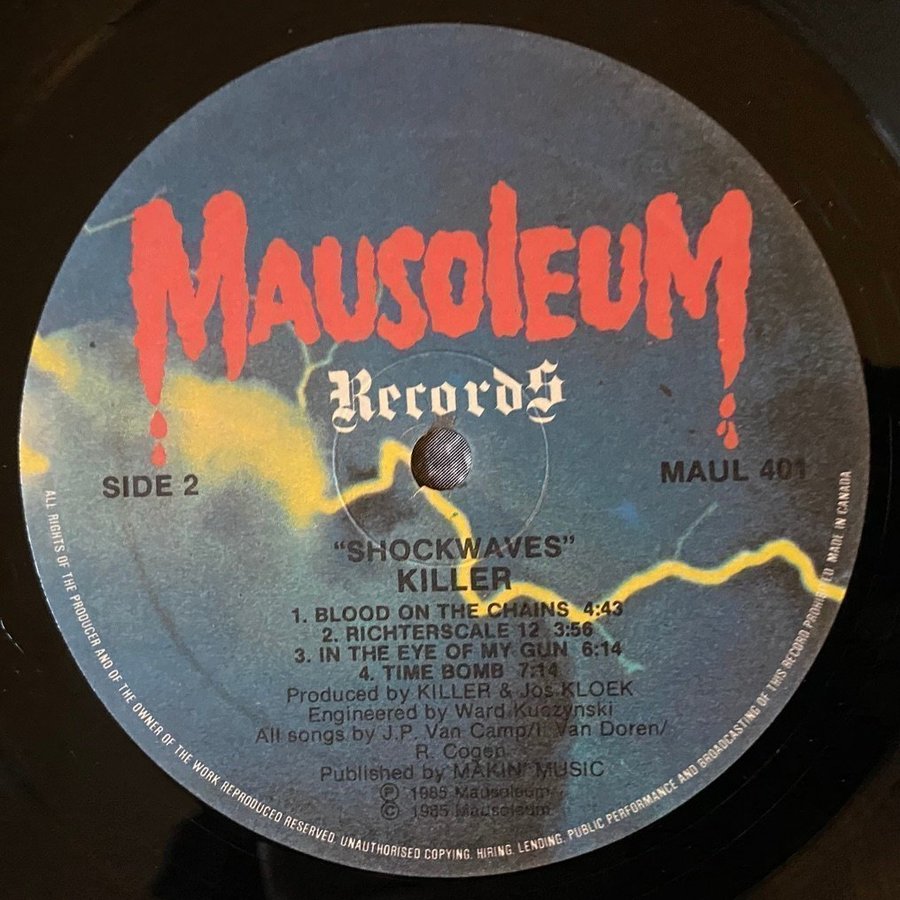 MAUSOLEUM
Records
SIDE 2
MAUL 401
"SHOCKWAVES"
KILLER
1. BLOOD ON THE CHAINS 4:43
2. RICHTERSCALE 12 3:56
3. IN THE EYE OF MY GUN 6:14
4. TIME BOMB 7:14
Produced by KILLER & Jos KLOEK
Engineered by Ward Kuczynski
All songs by J.P. Van Camp/I. Van Doren/
R. Cogen
Published by MAKIN' MUSIC
Ⓟ 1985 Mausoleum
© 1985 Mausoleum
ALL RIGHTS OF THE PRODUCER AND OF THE OWNER OF THE WORK REPRODUCED RESERVED. UNAUTHORISED COPYING. HIRING. LENDING. PUBLIC PERFORMANCE AND BROADCASTING OF THIS RECORD PROHIBITED MADE IN CANADA